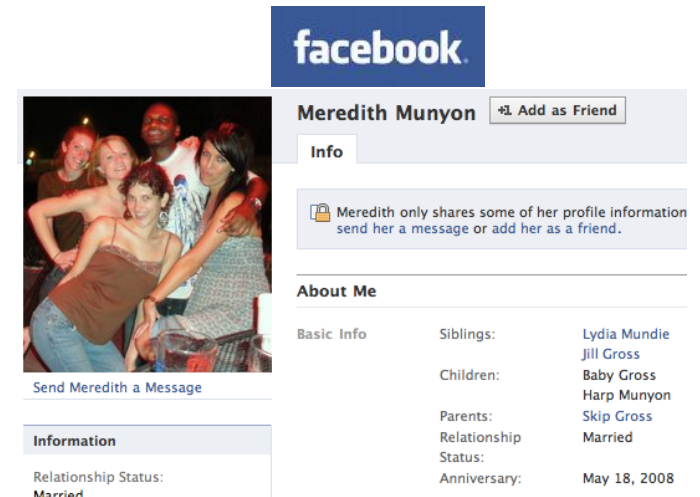 facebook.
Meredith Munyon
+1 Add as Friend
Info
Meredith only shares some of her profile information
send her a message or add her as a friend.
About Me
Basic Info
Siblings:
Lydia Mundie
Jill Gross
Children:
Baby Gross
Harp Munyon
Parents:
Skip Gross
Relationship
Status:
Married
Anniversary:
May 18, 2008
Send Meredith a Message
Information
Relationship Status:
Married